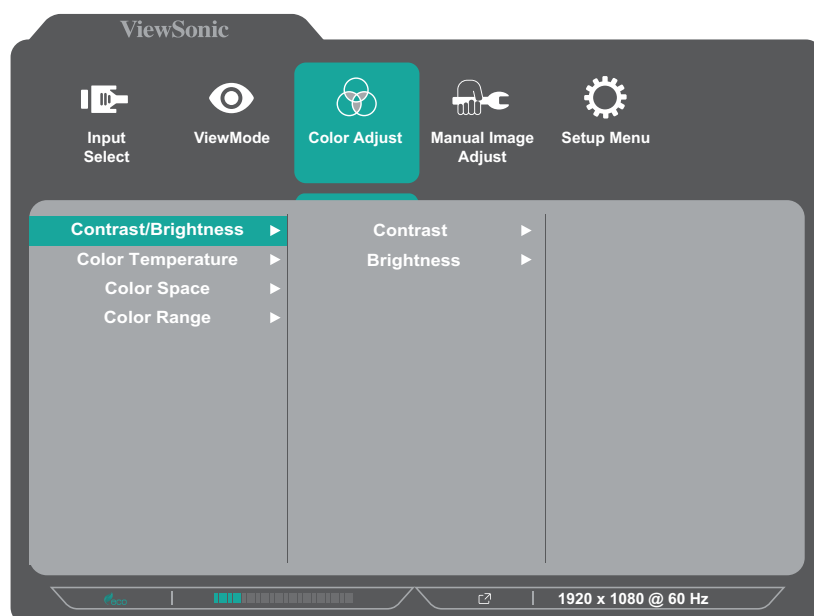 ViewSonic
Input
Select
ViewMode
Color Adjust
Manual Image
Adjust
Setup Menu
Contrast/Brightness
Color Temperature
Color Space
Color Range
Contrast
Brightness
eco
1920 x 1080 @ 60 Hz